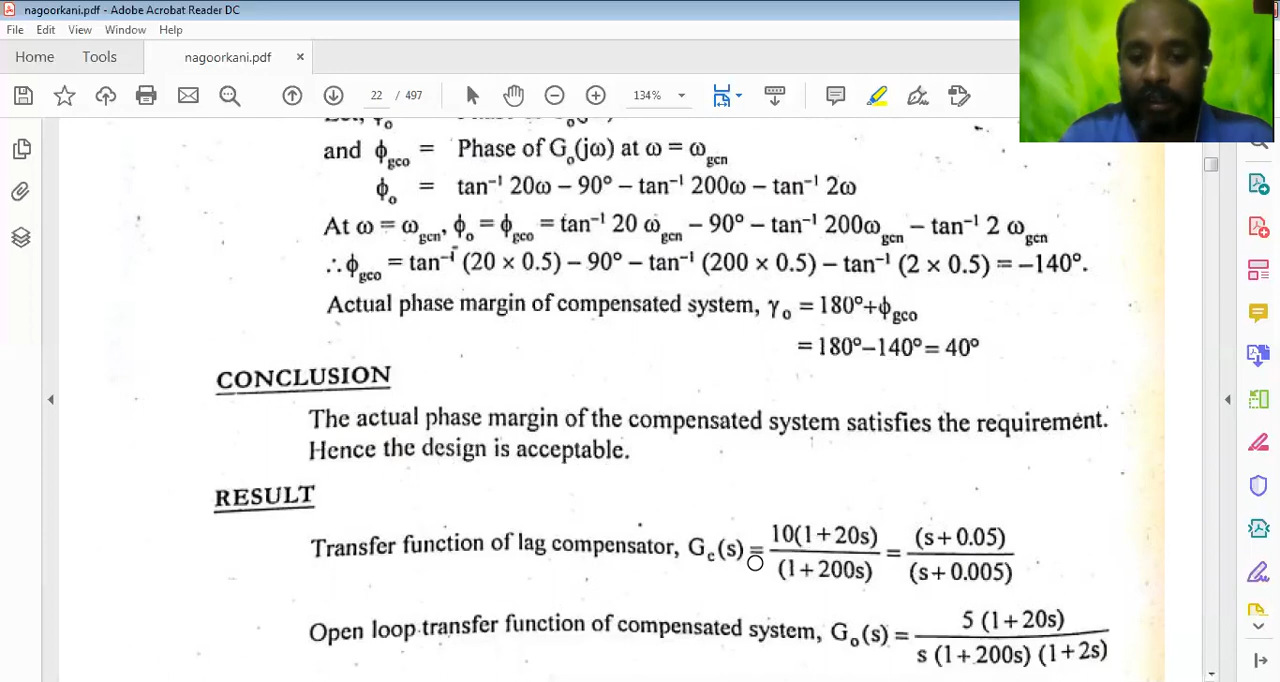 nagoorkani.pdf - Adobe Acrobat Reader DC
File Edit View Window Help
Home Tools nagoorkani.pdf ×
22 / 497 134%
and ϕgco = Phase of Go(jω) at ω = ωgcn
ϕo = tan⁻¹ 20ω – 90° – tan⁻¹ 200ω – tan⁻¹ 2ω
At ω = ωgcn, ϕo = ϕgco = tan⁻¹ 20 ωgcn – 90° – tan⁻¹ 200ωgcn – tan⁻¹ 2 ωgcn
∴ϕgco = tan⁻¹ (20 × 0.5) – 90° – tan⁻¹ (200 × 0.5) – tan⁻¹ (2 × 0.5) = –140°.
Actual phase margin of compensated system, γo = 180°+ϕgco
= 180°–140° = 40°
CONCLUSION
The actual phase margin of the compensated system satisfies the requirement.
Hence the design is acceptable.
RESULT
Transfer function of lag compensator, Gc(s) = 10(1+20s) / (1+200s) = (s+0.05) / (s+0.005)
Open loop transfer function of compensated system, Go(s) = 5 (1+20s) / s (1+200s) (1+2s)